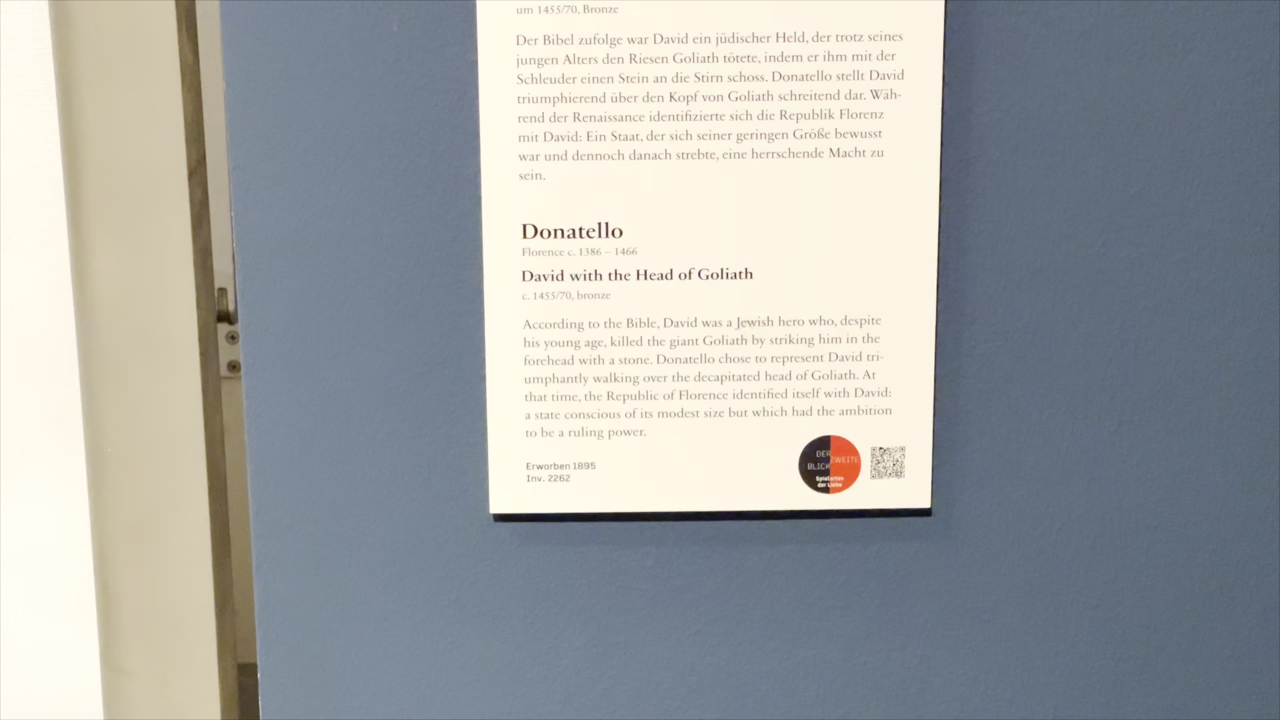 um 1455/70, Bronze
Der Bibel zufolge war David ein jüdischer Held, der trotz seines
jungen Alters den Riesen Goliath tötete, indem er ihm mit der
Schleuder einen Stein an die Stirn schoss. Donatello stellt David
triumphierend über den Kopf von Goliath schreitend dar. Wäh-
rend der Renaissance identifizierte sich die Republik Florenz
mit David: Ein Staat, der sich seiner geringen Größe bewusst
war und dennoch danach strebte, eine herrschende Macht zu
sein.
Donatello
Florence c. 1386 – 1466
David with the Head of Goliath
c. 1455/70, bronze
According to the Bible, David was a Jewish hero who, despite
his young age, killed the giant Goliath by striking him in the
forehead with a stone. Donatello chose to represent David tri-
umphantly walking over the decapitated head of Goliath. At
that time, the Republic of Florence identified itself with David:
a state conscious of its modest size but which had the ambition
to be a ruling power.
Erworben 1895
Inv. 2262
DER
ZWEITE
BLICK
Spielarten
der Liebe